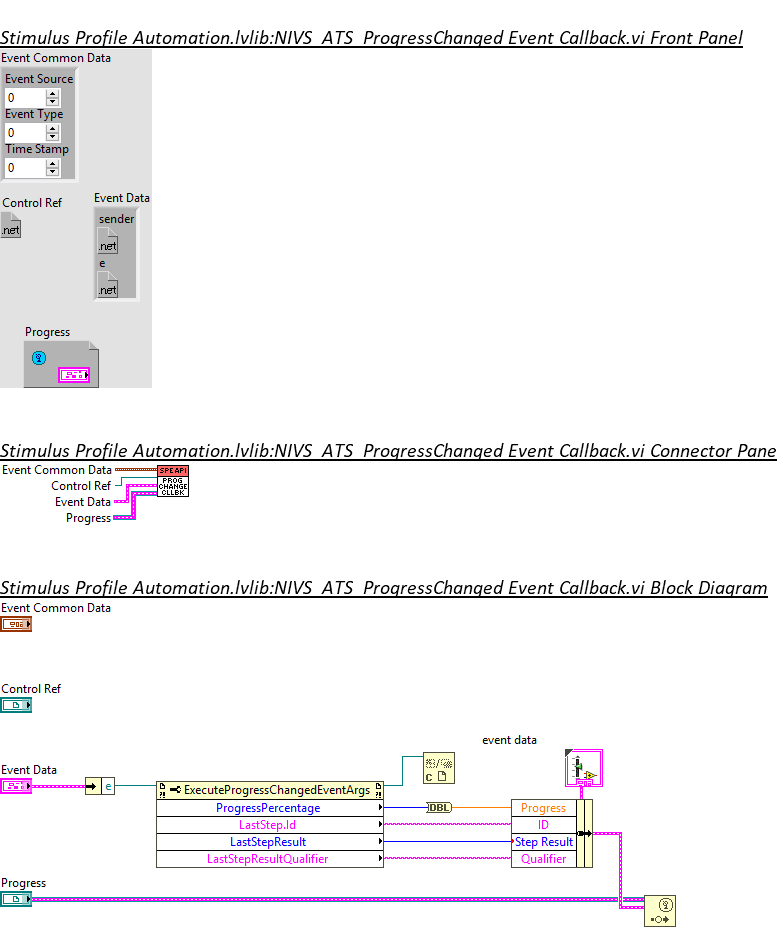 Stimulus Profile Automation.lvlib:NIVS_ATS_ProgressChanged Event Callback.vi Front Panel
Event Common Data
Event Source
0
Event Type
0
Time Stamp
0
Control Ref
.net
Event Data
sender
.net
e
.net
Progress
Stimulus Profile Automation.lvlib:NIVS_ATS_ProgressChanged Event Callback.vi Connector Pane
Event Common Data
Control Ref
Event Data
Progress
SPEAPI
PROG
CHANGE
CLLBK
Stimulus Profile Automation.lvlib:NIVS_ATS_ProgressChanged Event Callback.vi Block Diagram
Event Common Data
Control Ref
event data
Event Data
e
ExecuteProgressChangedEventArgs
C
ProgressPercentage
DBL
Progress
LastStep.Id
ID
LastStepResult
Step Result
LastStepResultQualifier
Qualifier
Progress